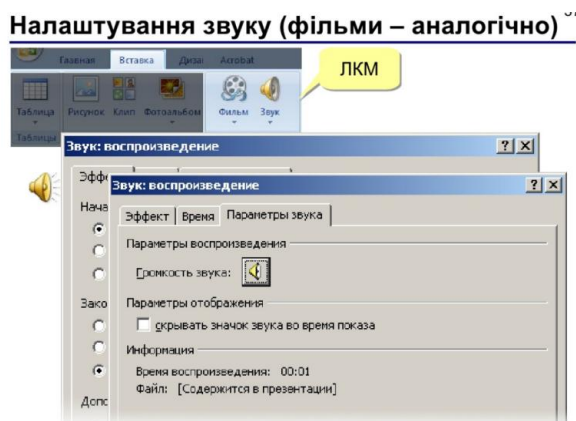 Налаштування звуку (фільми – аналогічно)
Главная Вставка Дизай Acrobat
ЛКМ
Таблица Рисунок Клип Фотоальбом Фильм Звук
Таблицы
Звук: воспроизведение
Эффе
Звук: воспроизведение
Нача
Эффект Время Параметры звука
Параметры воспроизведения
Громкость звука:
Зако
Параметры отображения
скрывать значок звука во время показа
Информация
Время воспроизведения: 00:01
Файл: [Содержится в презентации]
Допо